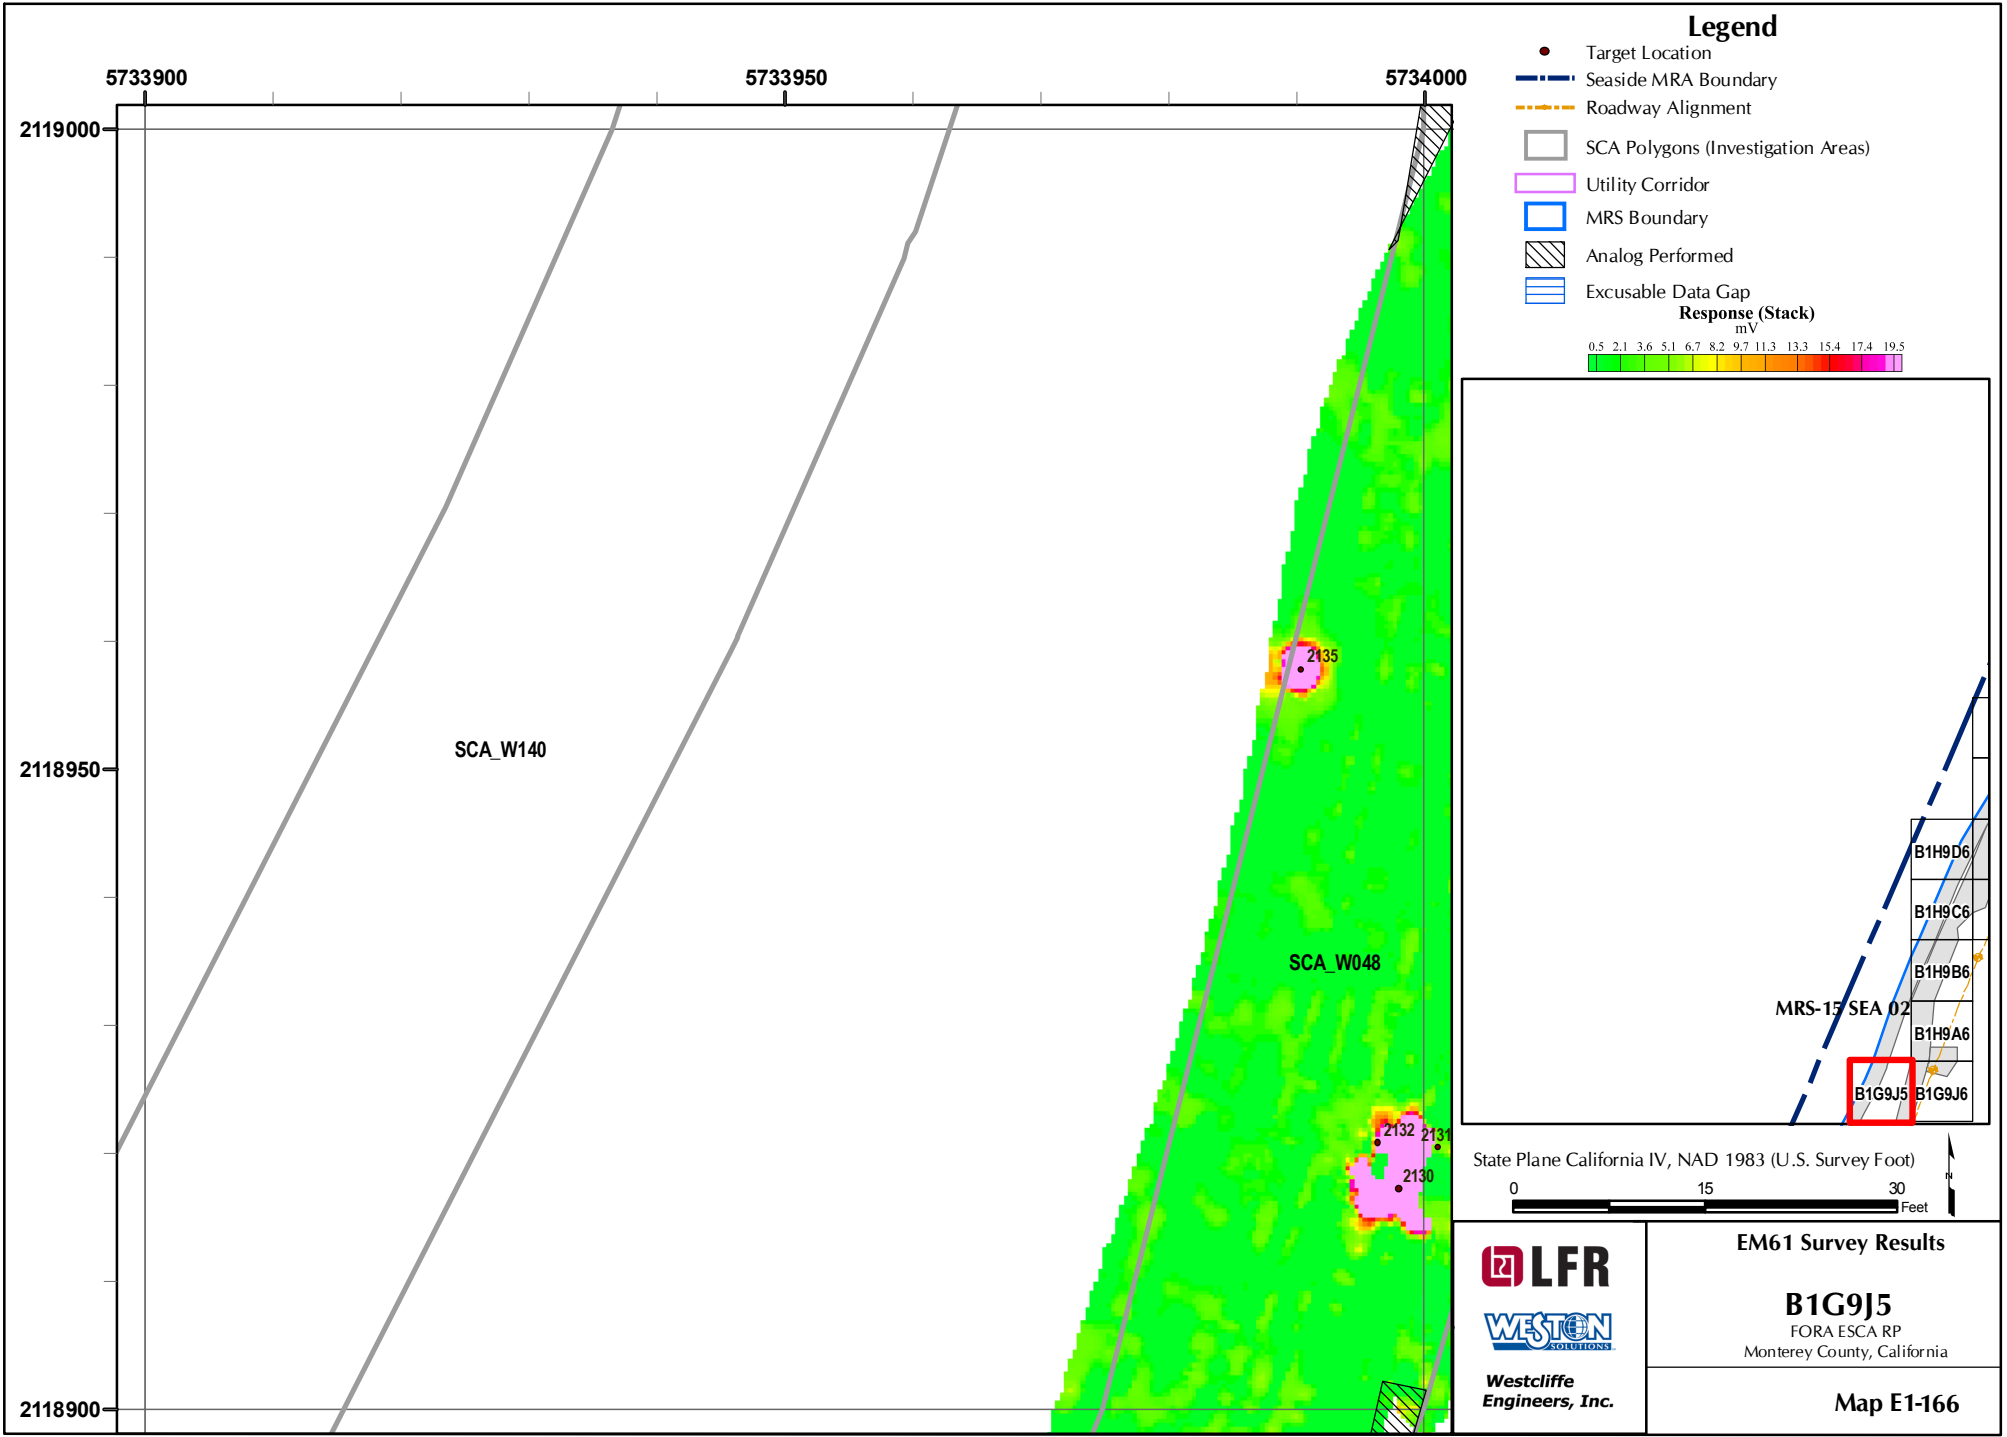 Legend
Target Location
Seaside MRA Boundary
Roadway Alignment
SCA Polygons (Investigation Areas)
Utility Corridor
MRS Boundary
Analog Performed
Excusable Data Gap
Response (Stack)
mV
0.5 2.1 3.6 5.1 6.7 8.2 9.7 11.3 13.3 15.4 17.4 19.5
5733900 5733950 5734000
2119000
2118950
2118900
SCA_W140
SCA_W048
2135
2132 2131
2130
B1H9D6
B1H9C6
B1H9B6
MRS-15 SEA 02
B1H9A6
B1G9J5 B1G9J6
State Plane California IV, NAD 1983 (U.S. Survey Foot)
0 15 30
Feet
N
LFR
WESTON
SOLUTIONS
Westcliffe
Engineers, Inc.
EM61 Survey Results
B1G9J5
FORA ESCA RP
Monterey County, California
Map E1-166